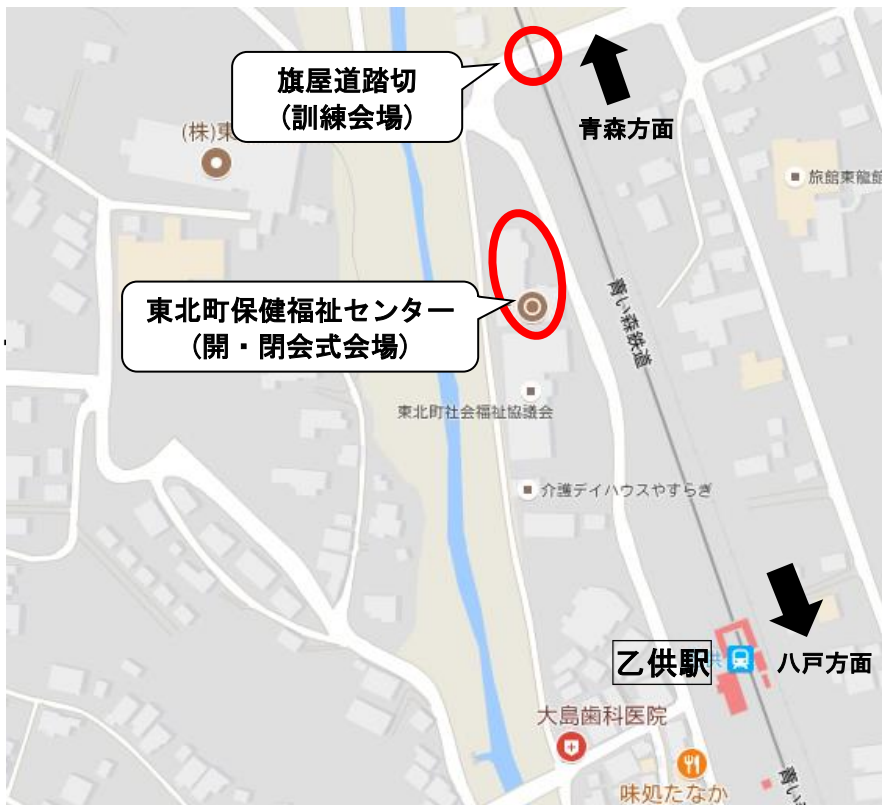 旗屋道踏切
(訓練会場)
青森方面
(株)東
旅館東龍館
東北町保健福祉センター
(開・閉会式会場)
青い森鉄道
東北町社会福祉協議会
介護デイハウスやすらぎ
乙供駅
八戸方面
大島歯科医院
味処たなか
青い